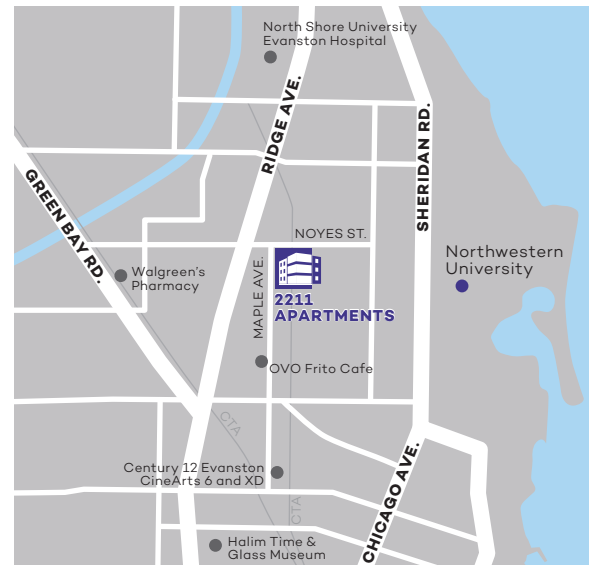 North Shore University
Evanston Hospital
RIDGE AVE.
SHERIDAN RD.
GREEN BAY RD.
NOYES ST.
Northwestern
University
Walgreen's
Pharmacy
MAPLE AVE.
2211
APARTMENTS
OVO Frito Cafe
CTA
Century 12 Evanston
CineArts 6 and XD
CTA
CHICAGO AVE.
Halim Time &
Glass Museum